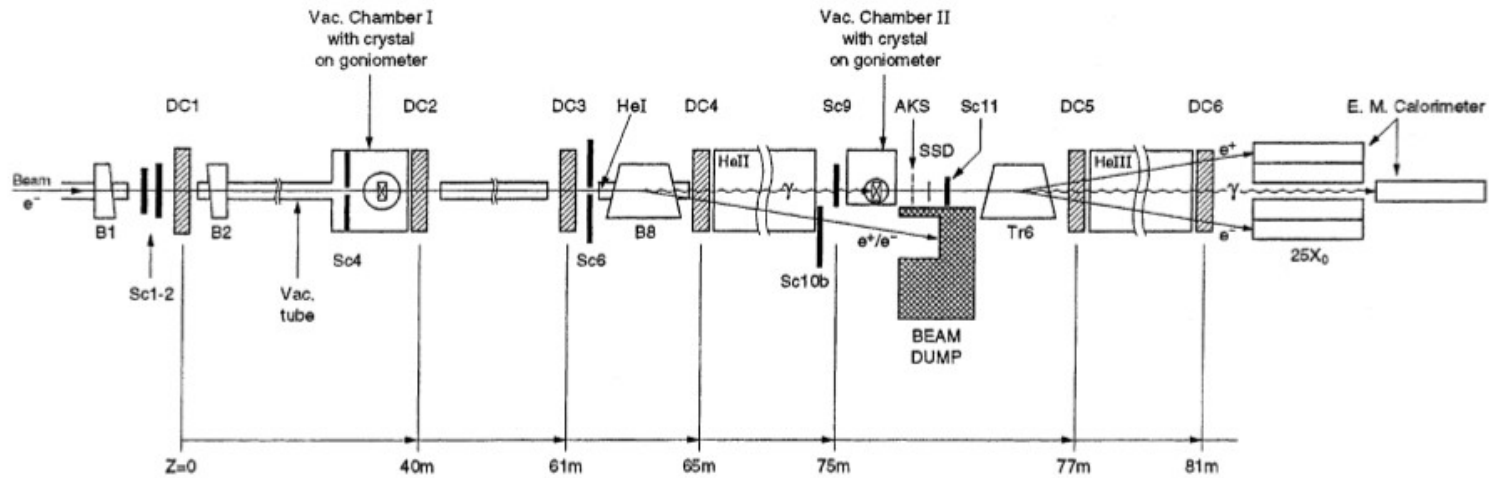 Vac. Chamber I
with crystal
on goniometer
Vac. Chamber II
with crystal
on goniometer
DC1
DC2
DC3
HeI
DC4
Sc9
AKS
Sc11
DC5
DC6
E. M. Calorimeter
SSD
HeII
HeIII
e+
Beam
e-
γ
γ
B1
B2
B8
e+/e-
Tr6
e-
Sc4
Sc6
25X0
Sc1-2
Vac.
tube
Sc10b
BEAM
DUMP
Z=0
40m
61m
65m
75m
77m
81m